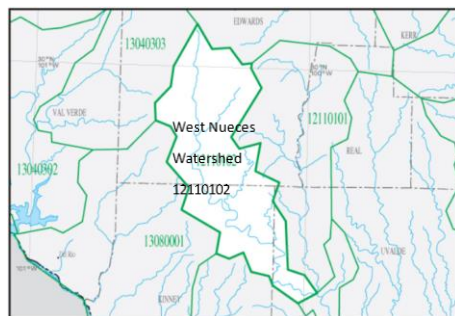 EDWARDS
KERR
13040303
VAL VERDE
West Nueces
12110101
Watershed
REAL
13040302
12110102
13080001
UVALDE
KINNEY